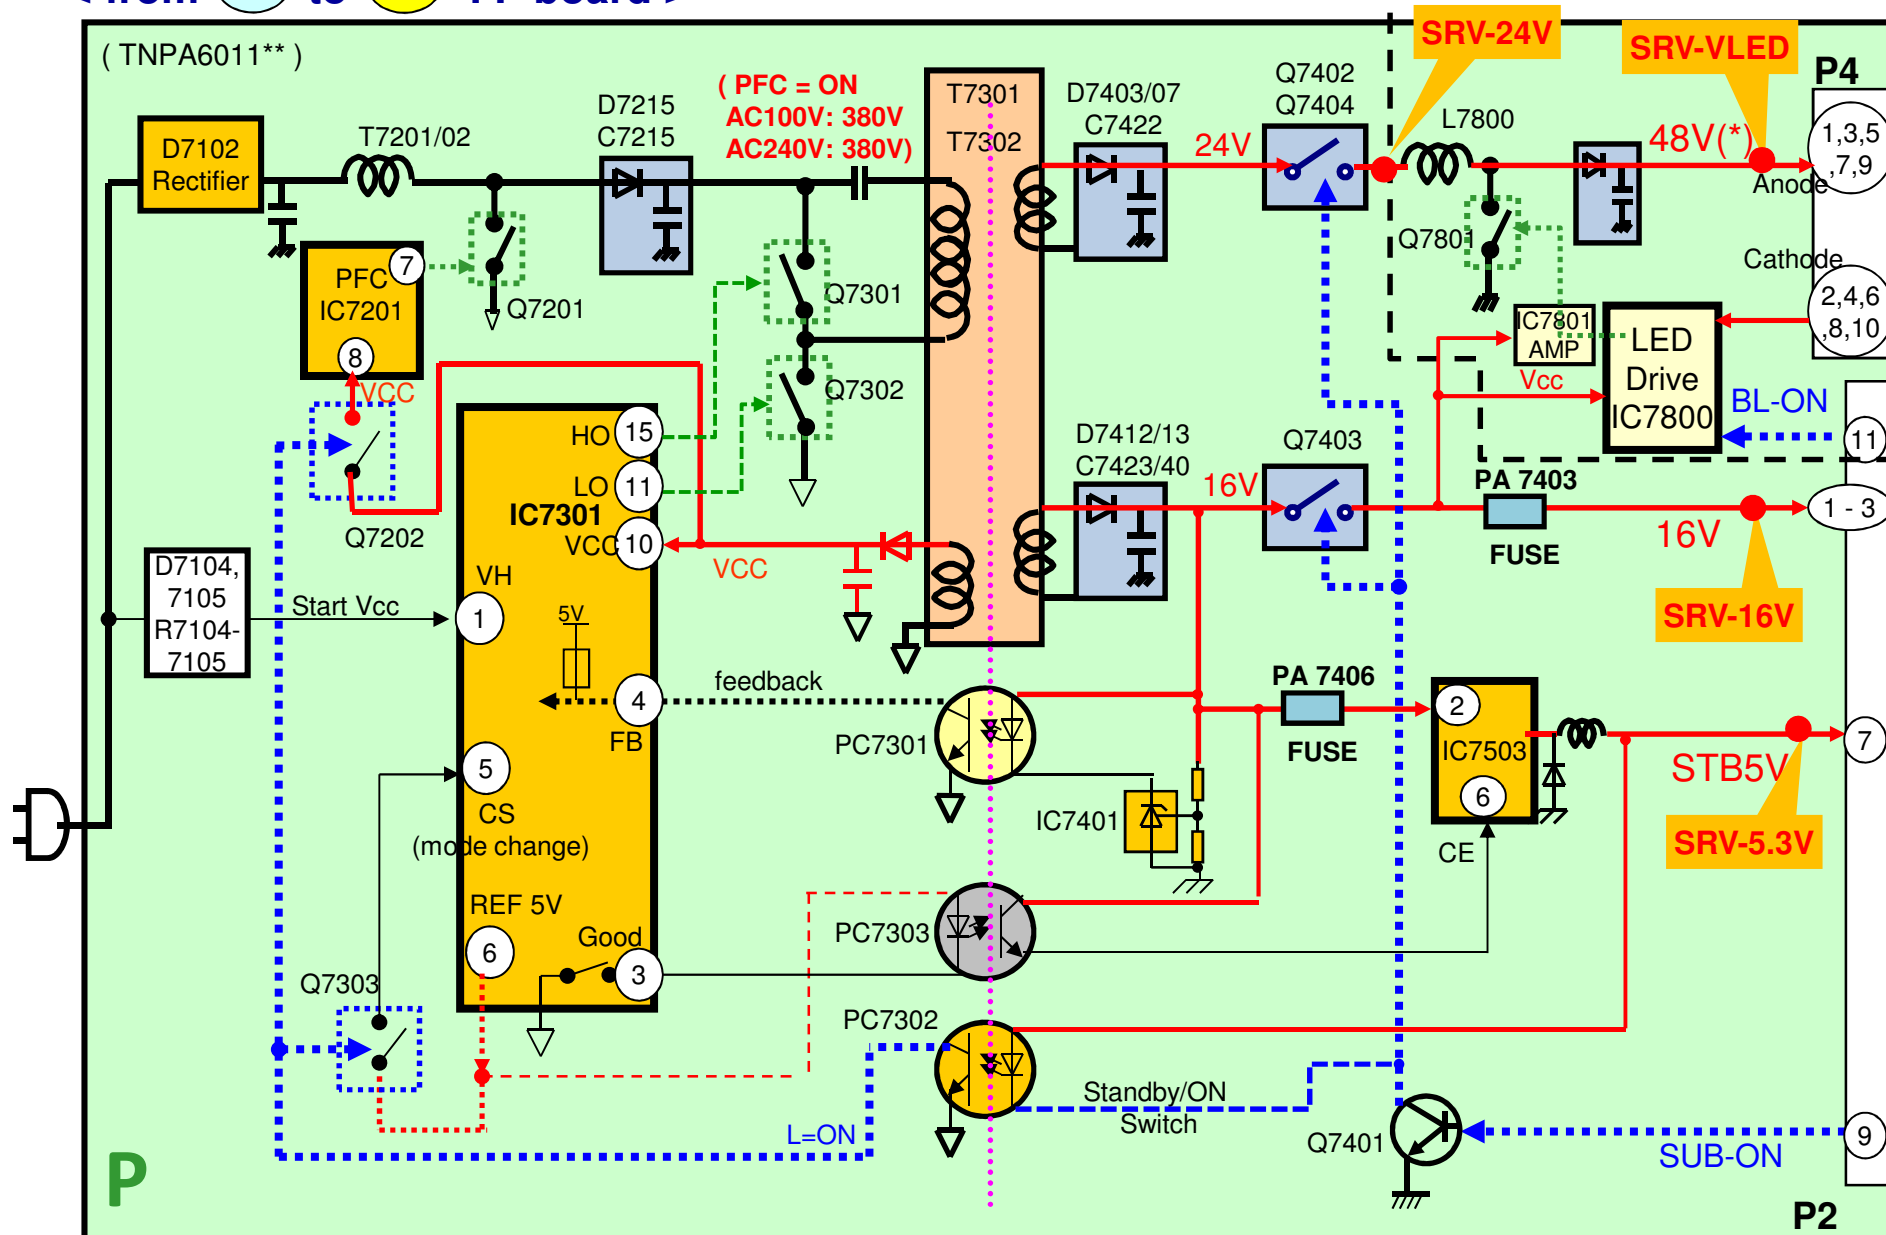 ( TNPA6011** )
( PFC = ON
AC100V: 380V
AC240V: 380V)
D7102
Rectifier
T7201/02
D7215
C7215
T7301
T7302
D7403/07
C7422
24V
Q7402
Q7404
SRV-24V
L7800
SRV-VLED
48V(*)
P4
1,3,5
,7,9
Anode
Cathode
2,4,6
,8,10
PFC
IC7201
7
8
VCC
Q7201
Q7301
Q7302
Q7801
IC7801
AMP
Vcc
LED
Drive
IC7800
BL-ON
11
Q7202
HO
15
LO
11
IC7301
VCC
10
VCC
D7412/13
C7423/40
16V
Q7403
PA 7403
FUSE
16V
1 - 3
SRV-16V
D7104,
7105
R7104-
7105
Start Vcc
VH
1
5V
feedback
4
FB
PC7301
PA 7406
FUSE
2
IC7503
6
CE
STB5V
7
SRV-5.3V
5
CS
(mode change)
IC7401
REF 5V
6
Good
3
PC7303
Q7303
PC7302
L=ON
Standby/ON
Switch
Q7401
SUB-ON
9
P
P2